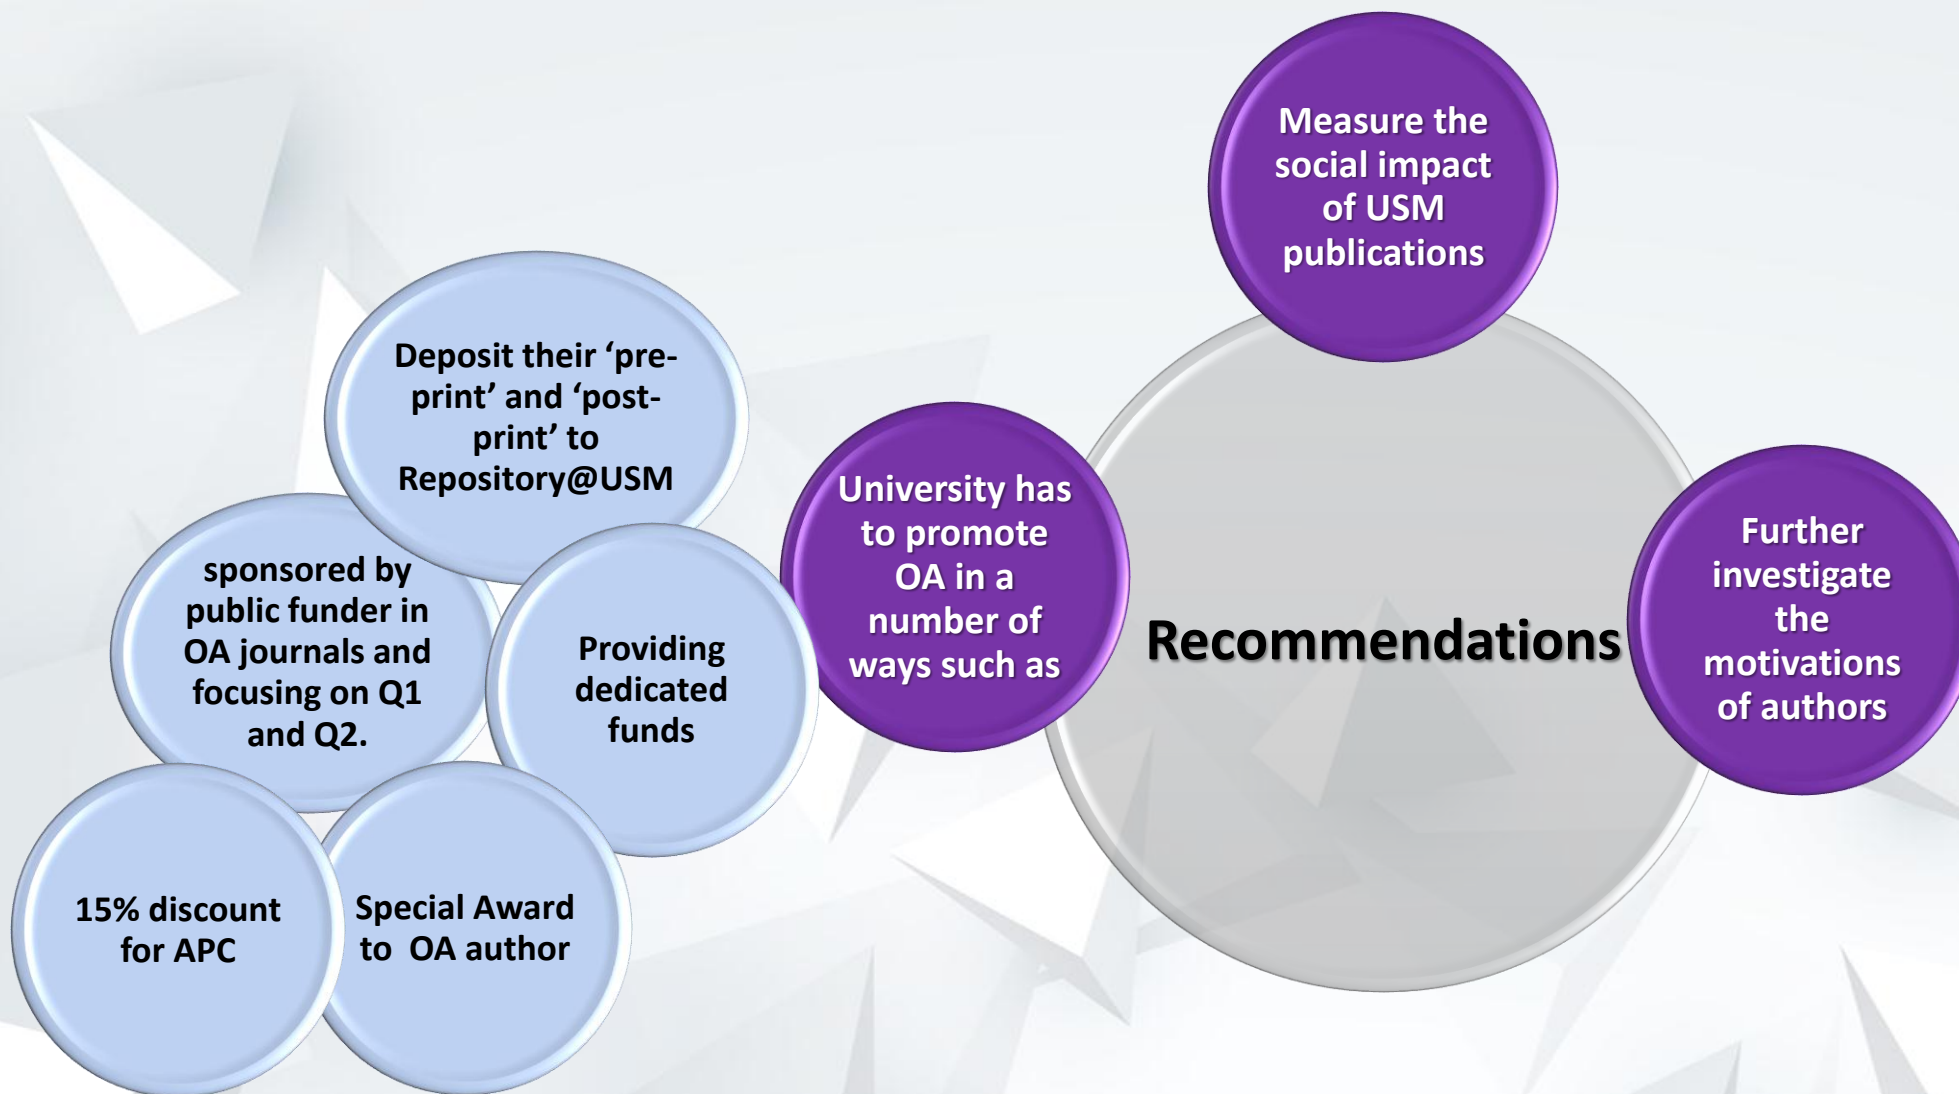 Measure the
social impact
of USM
publications
Deposit their ‘pre-
print’ and ‘post-
print’ to
Repository@USM
University has
to promote
OA in a
number of
ways such as
Recommendations
Further
investigate
the
motivations
of authors
sponsored by
public funder in
OA journals and
focusing on Q1
and Q2.
Providing
dedicated
funds
15% discount
for APC
Special Award
to OA author